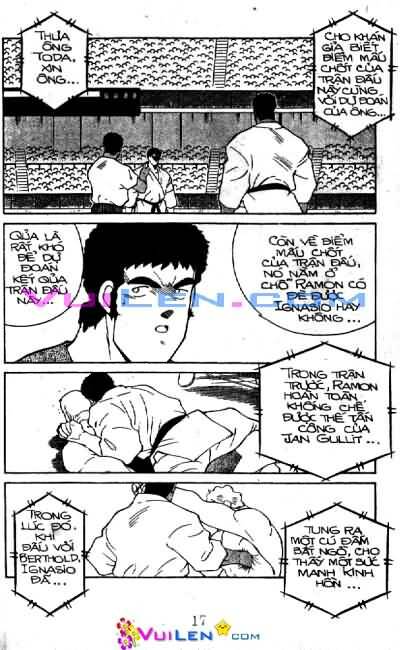 THƯA
ÔNG
TODA,
XIN
ÔNG...
CHO KHÁN
GIẢ BIẾT
ĐIỂM MẤU
CHỐT CỦA
TRẬN ĐẤU
NÀY CÙNG
VỚI DỰ ĐOÁN
CỦA ÔNG...
QUẢ LÀ
RẤT KHÓ
ĐỂ DỰ
ĐOÁN
KẾT QUẢ
TRẬN ĐẤU
NÀY...
CÒN VỀ ĐIỂM
MẤU CHỐT
CỦA TRẬN ĐẤU,
NÓ NẰM Ở
CHỖ RAMON CÓ
ĐÈ ĐƯỢC
IGNASIO HAY
KHÔNG...
VUILEN.COM
TRONG TRẬN
TRƯỚC, RAMON
HOÀN TOÀN
KHỐNG CHẾ
ĐƯỢC THẾ TẤN
CÔNG CỦA
JAN GULLIT...
TRONG
LÚC ĐÓ,
KHI
ĐẤU VỚI
BERTHOLD,
IGNASIO
ĐÃ...
TUNG RA
MỘT CÚ ĐẤM
BẤT NGỜ, CHO
THẤY MỘT SỨC
MẠNH KINH
HỒN...
17
VUILEN.COM